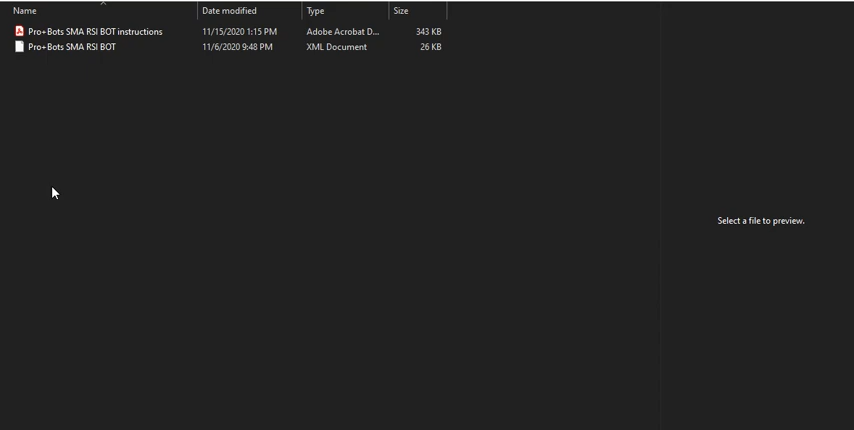 Name Date modified Type Size
Pro+Bots SMA RSI BOT instructions 11/15/2020 1:15 PM Adobe Acrobat D... 343 KB
Pro+Bots SMA RSI BOT 11/6/2020 9:48 PM XML Document 26 KB
Select a file to preview.